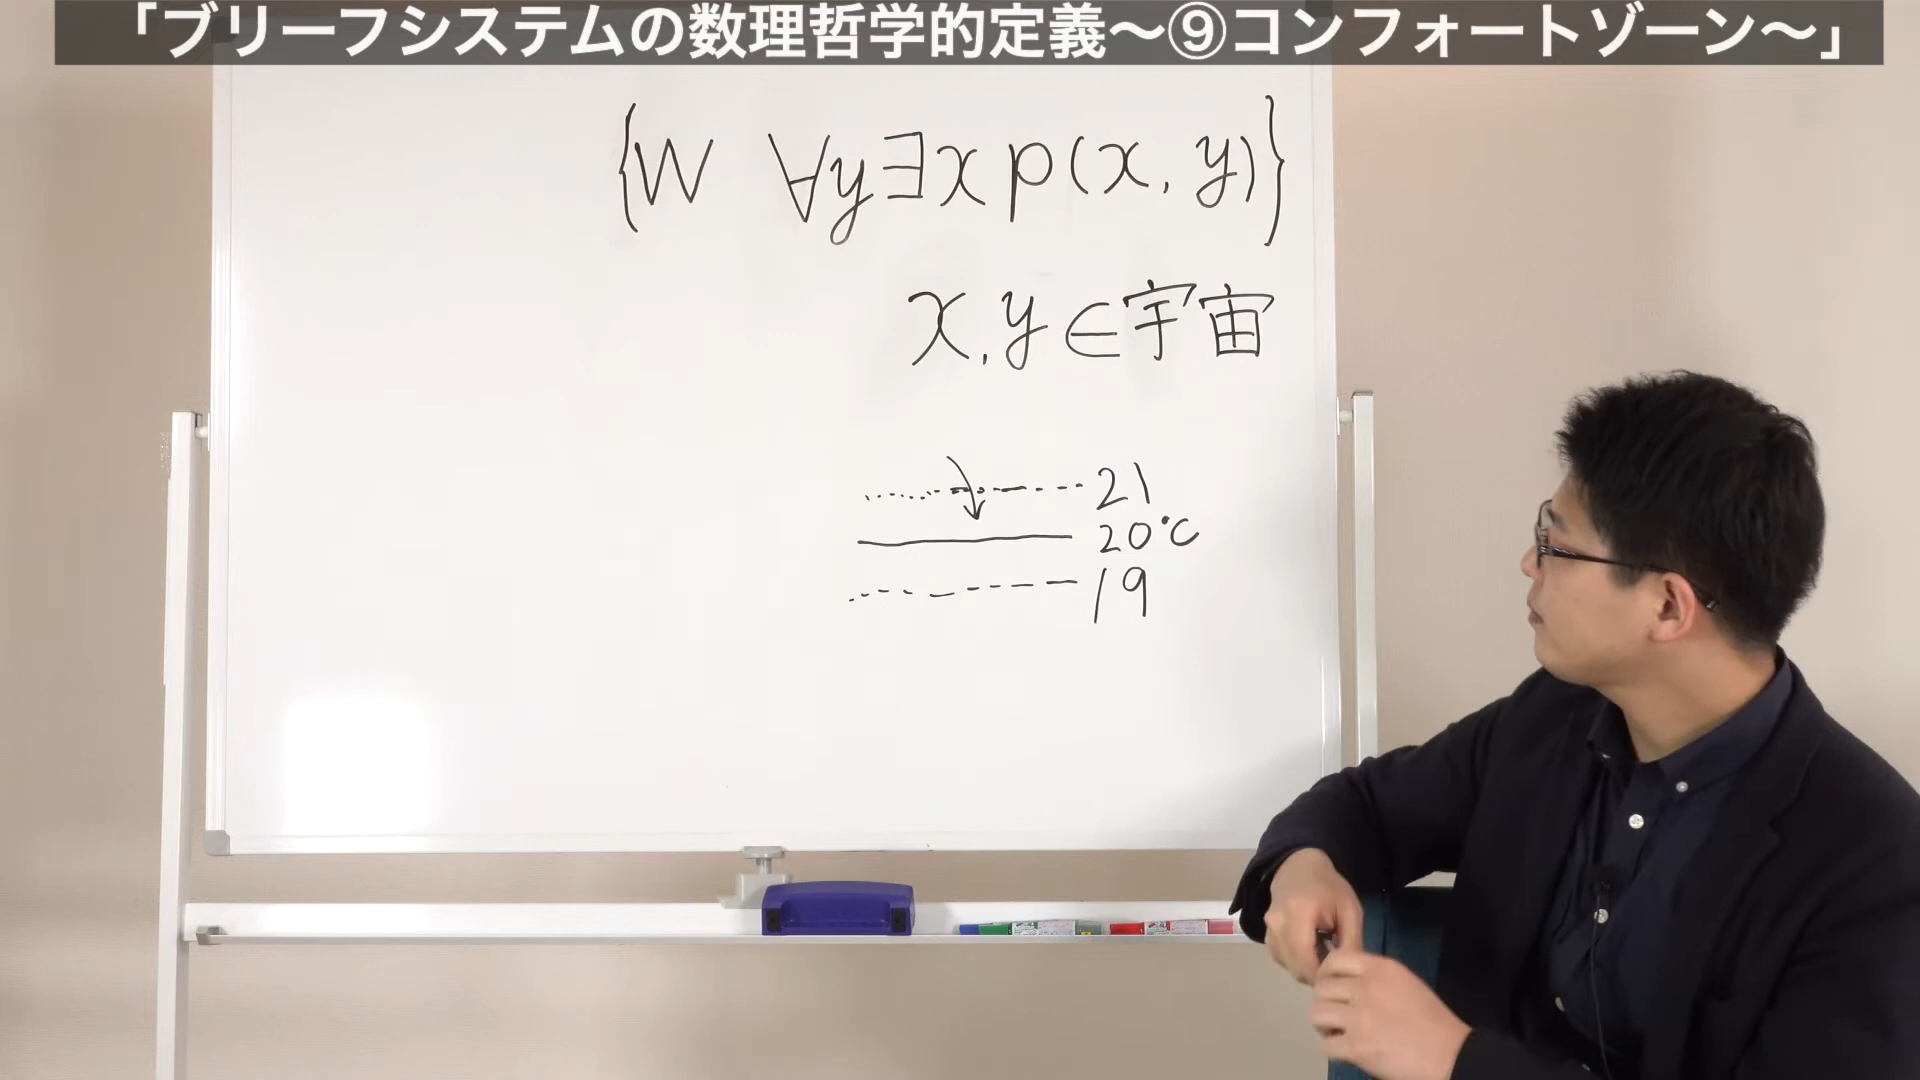 「ブリーフシステムの数理哲学的定義〜⑨コンフォートゾーン〜」
{W ∀y∃x p(x, y)}
x, y ∈ 宇宙
21
20℃
19